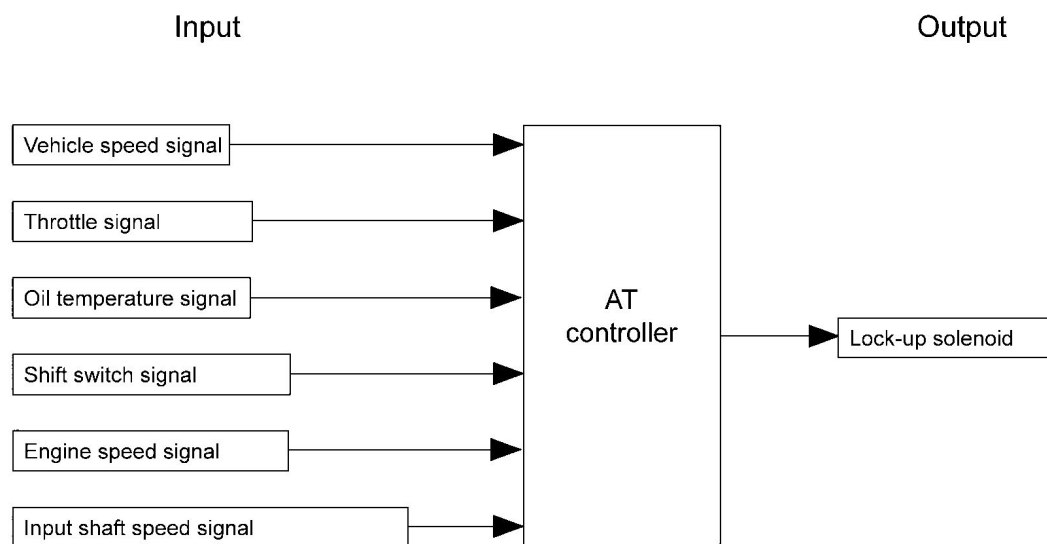 Input
Output
Vehicle speed signal
Throttle signal
Oil temperature signal
Shift switch signal
Engine speed signal
Input shaft speed signal
AT
controller
Lock-up solenoid